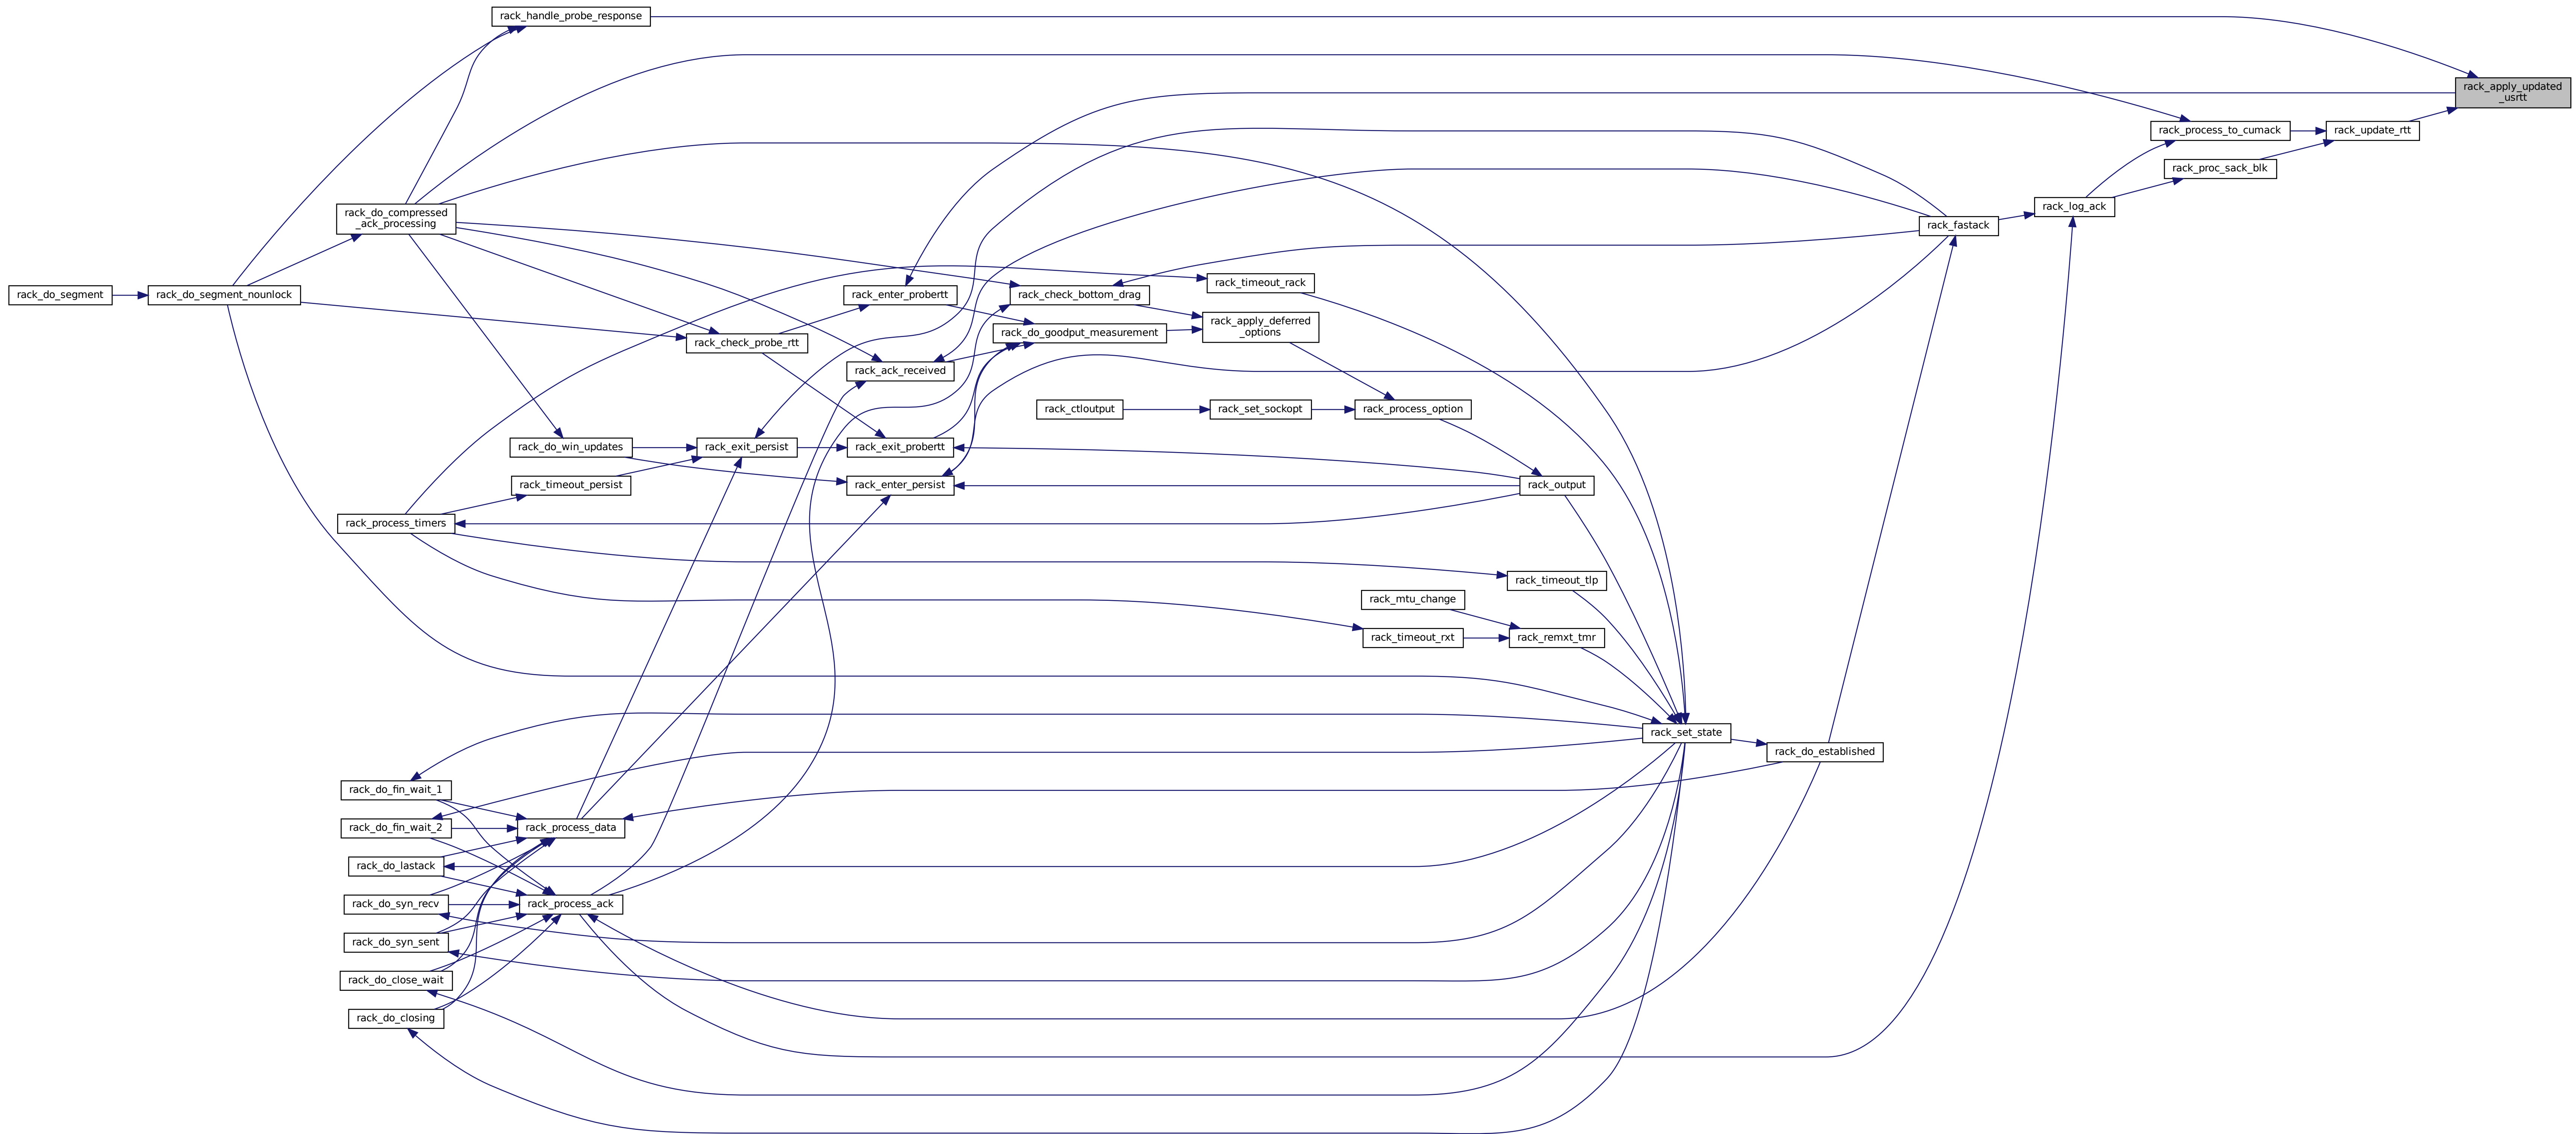 rack_handle_probe_response
rack_apply_updated
_usrtt
rack_process_to_cumack
rack_update_rtt
rack_proc_sack_blk
rack_log_ack
rack_do_compressed
_ack_processing
rack_fastack
rack_timeout_rack
rack_do_segment
rack_do_segment_nounlock
rack_enter_probertt
rack_check_bottom_drag
rack_apply_deferred
_options
rack_do_goodput_measurement
rack_check_probe_rtt
rack_ack_received
rack_ctloutput
rack_set_sockopt
rack_process_option
rack_do_win_updates
rack_exit_persist
rack_exit_probertt
rack_timeout_persist
rack_enter_persist
rack_output
rack_process_timers
rack_timeout_tlp
rack_mtu_change
rack_timeout_rxt
rack_remxt_tmr
rack_set_state
rack_do_established
rack_do_fin_wait_1
rack_do_fin_wait_2
rack_process_data
rack_do_lastack
rack_do_syn_recv
rack_process_ack
rack_do_syn_sent
rack_do_close_wait
rack_do_closing